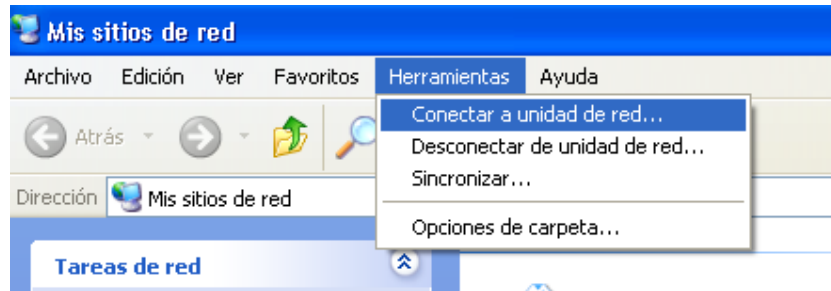 Mis sitios de red
Archivo Edición Ver Favoritos Herramientas Ayuda
Conectar a unidad de red...
Desconectar de unidad de red...
Sincronizar...
Opciones de carpeta...
Atrás
Dirección Mis sitios de red
Tareas de red